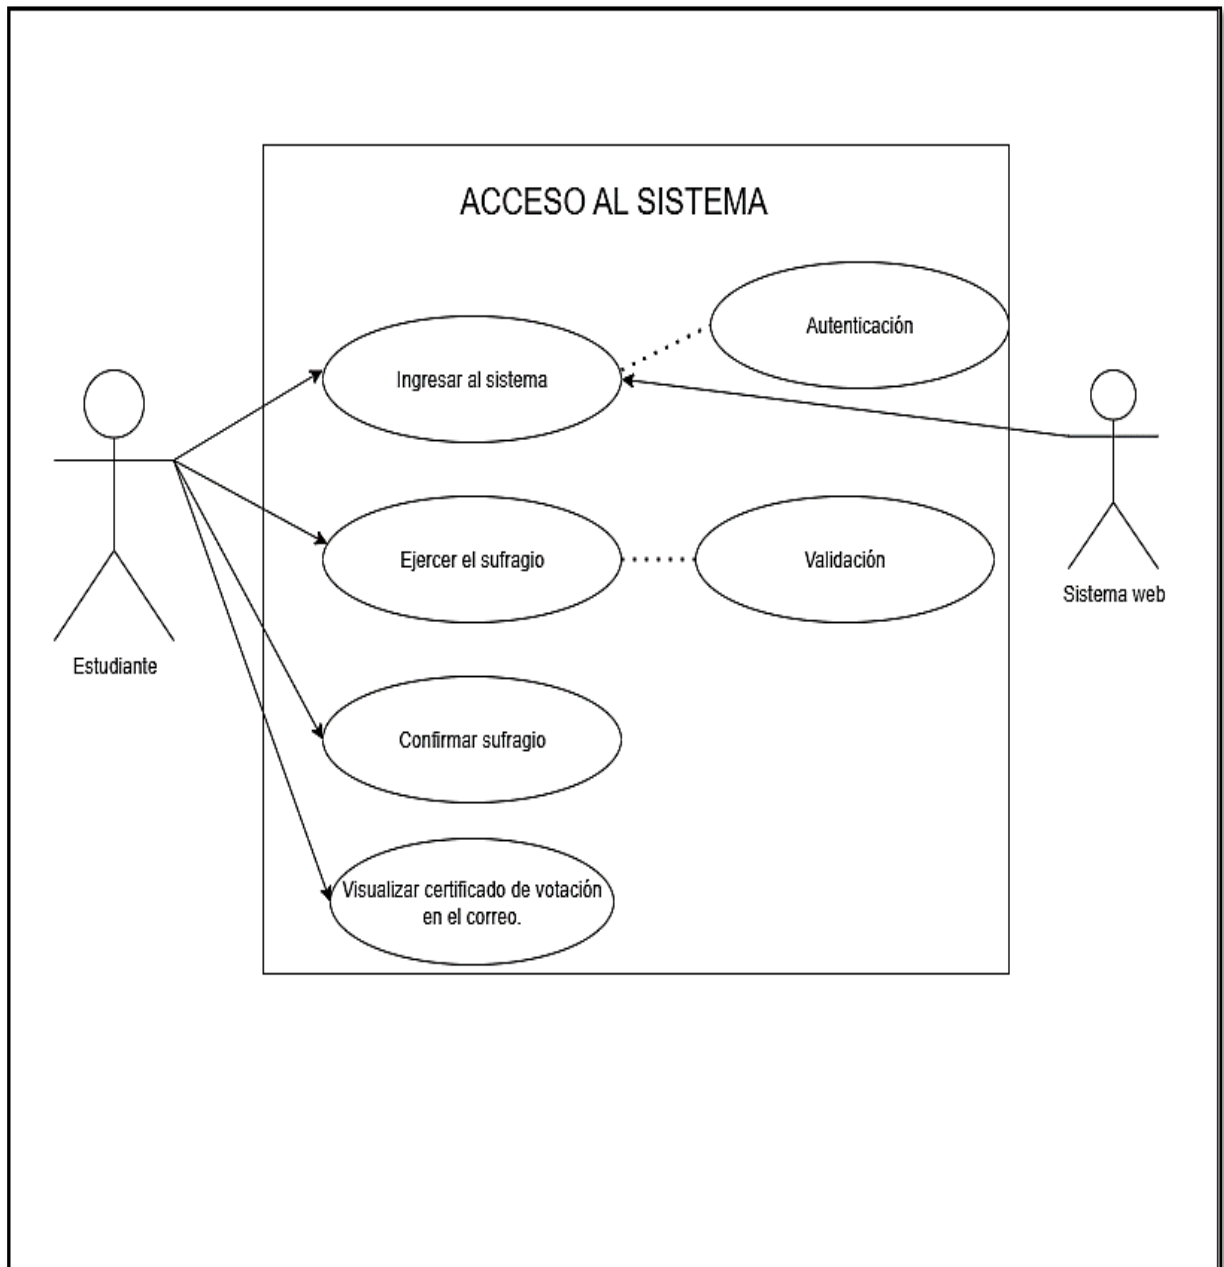 ACCESO AL SISTEMA
Autenticación
Ingresar al sistema
Ejercer el sufragio
Validación
Sistema web
Estudiante
Confirmar sufragio
Visualizar certificado de votación
en el correo.